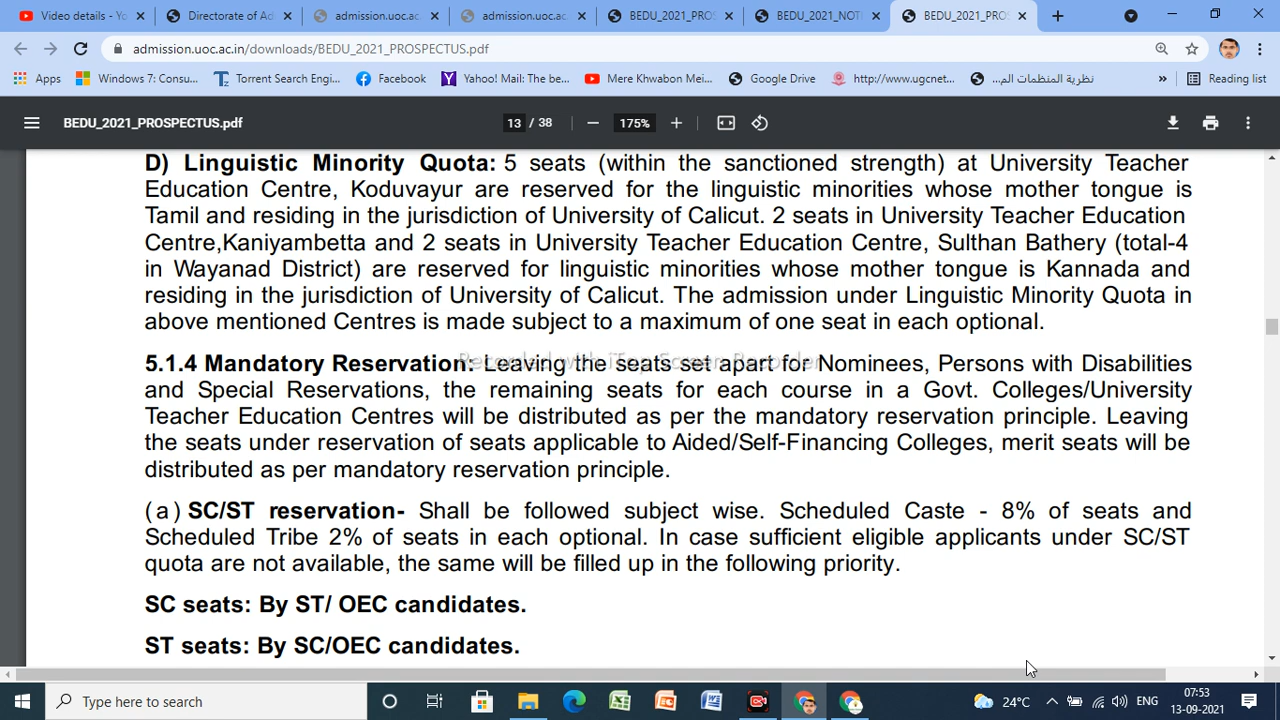 Video details - Yo
Directorate of Ad
admission.uoc.ac
admission.uoc.ac
BEDU_2021_PROS
BEDU_2021_NOTI
BEDU_2021_PROS
admission.uoc.ac.in/downloads/BEDU_2021_PROSPECTUS.pdf
Apps
Windows 7: Consu...
Torrent Search Engi...
Facebook
Yahoo! Mail: The be...
Mere Khwabon Mei...
Google Drive
http://www.ugcnet...
نظرية المنظمات الم...
»
Reading list
BEDU_2021_PROSPECTUS.pdf
13 / 38
175%
D) Linguistic Minority Quota: 5 seats (within the sanctioned strength) at University Teacher
Education Centre, Koduvayur are reserved for the linguistic minorities whose mother tongue is
Tamil and residing in the jurisdiction of University of Calicut. 2 seats in University Teacher Education
Centre,Kaniyambetta and 2 seats in University Teacher Education Centre, Sulthan Bathery (total-4
in Wayanad District) are reserved for linguistic minorities whose mother tongue is Kannada and
residing in the jurisdiction of University of Calicut. The admission under Linguistic Minority Quota in
above mentioned Centres is made subject to a maximum of one seat in each optional.
Recorded with iTop Screen Recorder
5.1.4 Mandatory Reservation: Leaving the seats set apart for Nominees, Persons with Disabilities
and Special Reservations, the remaining seats for each course in a Govt. Colleges/University
Teacher Education Centres will be distributed as per the mandatory reservation principle. Leaving
the seats under reservation of seats applicable to Aided/Self-Financing Colleges, merit seats will be
distributed as per mandatory reservation principle.
(a) SC/ST reservation- Shall be followed subject wise. Scheduled Caste - 8% of seats and
Scheduled Tribe 2% of seats in each optional. In case sufficient eligible applicants under SC/ST
quota are not available, the same will be filled up in the following priority.
SC seats: By ST/ OEC candidates.
ST seats: By SC/OEC candidates.
Type here to search
24°C
ENG
07:53
13-09-2021